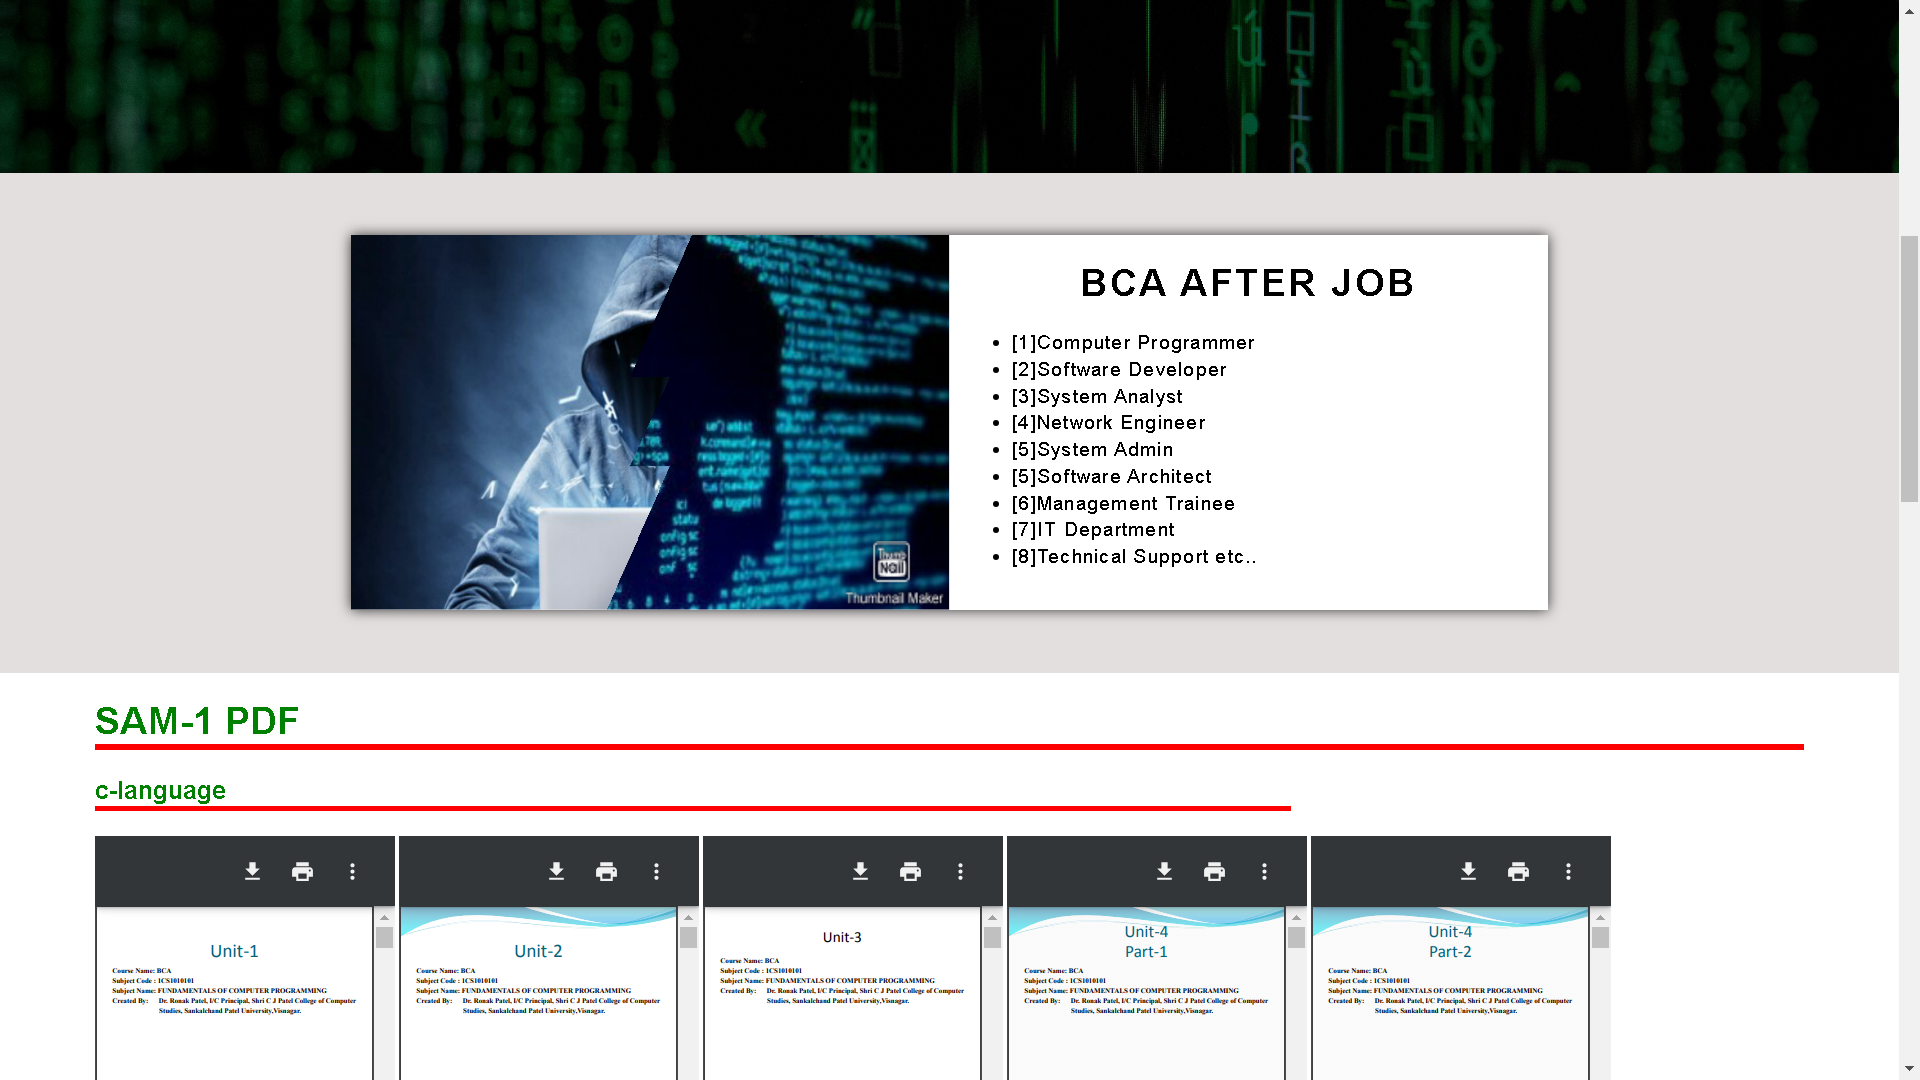 BCA AFTER JOB
[1]Computer Programmer
[2]Software Developer
[3]System Analyst
[4]Network Engineer
[5]System Admin
[5]Software Architect
[6]Management Trainee
[7]IT Department
[8]Technical Support etc..
Thumb
Nail
Thumbnail Maker
SAM-1 PDF
c-language
Unit-1
Course Name: BCA
Subject Code : 1CS1010101
Subject Name: FUNDAMENTALS OF COMPUTER PROGRAMMING
Created By: Dr. Ronak Patel, I/C Principal, Shri C J Patel College of Computer
Studies, Sankalchand Patel University,Visnagar.
Unit-2
Course Name: BCA
Subject Code : 1CS1010101
Subject Name: FUNDAMENTALS OF COMPUTER PROGRAMMING
Created By: Dr. Ronak Patel, I/C Principal, Shri C J Patel College of Computer
Studies, Sankalchand Patel University,Visnagar.
Unit-3
Course Name: BCA
Subject Code : 1CS1010101
Subject Name: FUNDAMENTALS OF COMPUTER PROGRAMMING
Created By: Dr. Ronak Patel, I/C Principal, Shri C J Patel College of Computer
Studies, Sankalchand Patel University,Visnagar.
Unit-4
Part-1
Course Name: BCA
Subject Code : 1CS1010101
Subject Name: FUNDAMENTALS OF COMPUTER PROGRAMMING
Created By: Dr. Ronak Patel, I/C Principal, Shri C J Patel College of Computer
Studies, Sankalchand Patel University,Visnagar.
Unit-4
Part-2
Course Name: BCA
Subject Code : 1CS1010101
Subject Name: FUNDAMENTALS OF COMPUTER PROGRAMMING
Created By: Dr. Ronak Patel, I/C Principal, Shri C J Patel College of Computer
Studies, Sankalchand Patel University,Visnagar.